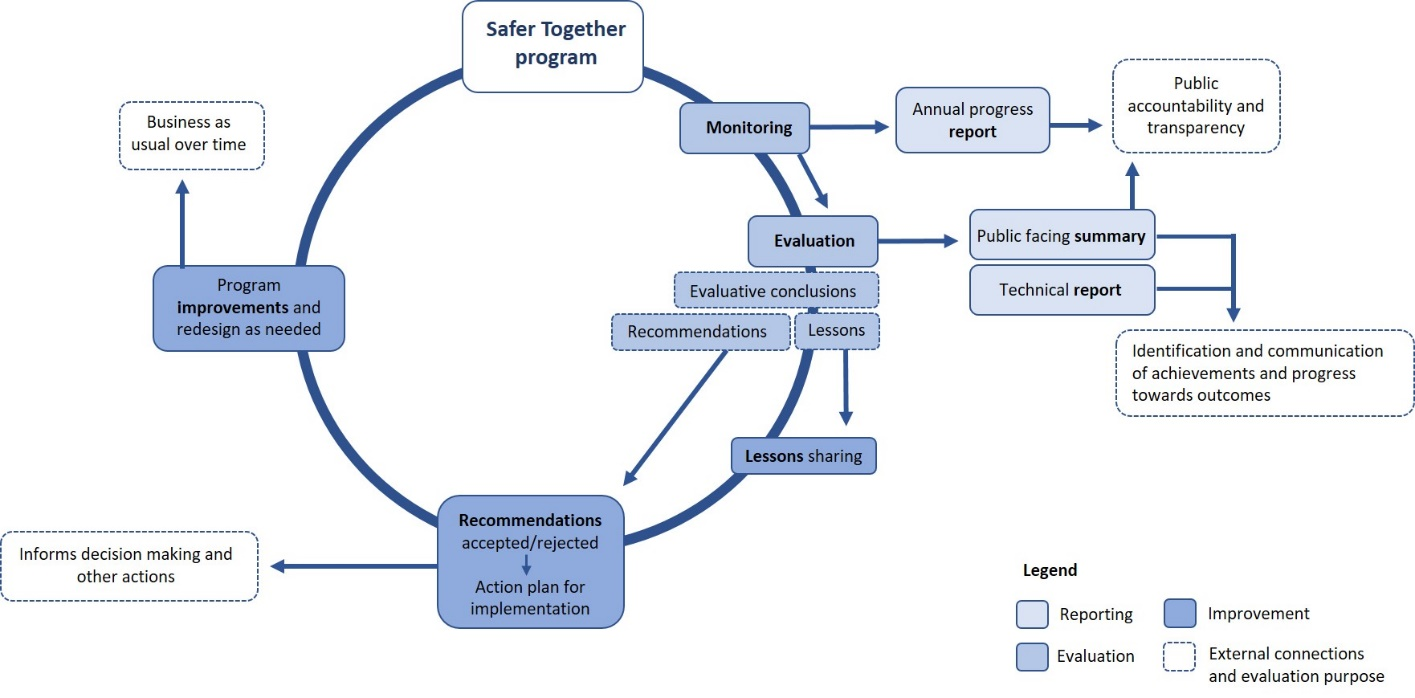 Safer Together
program
Monitoring
Annual progress
report
Public
accountability and
transparency
Business as
usual over time
Evaluation
Public facing summary
Technical report
Evaluative conclusions
Recommendations
Lessons
Program
improvements and
redesign as needed
Identification and communication
of achievements and progress
towards outcomes
Lessons sharing
Recommendations
accepted/rejected
Action plan for
implementation
Informs decision making and
other actions
Legend
Reporting
Improvement
Evaluation
External connections
and evaluation purpose